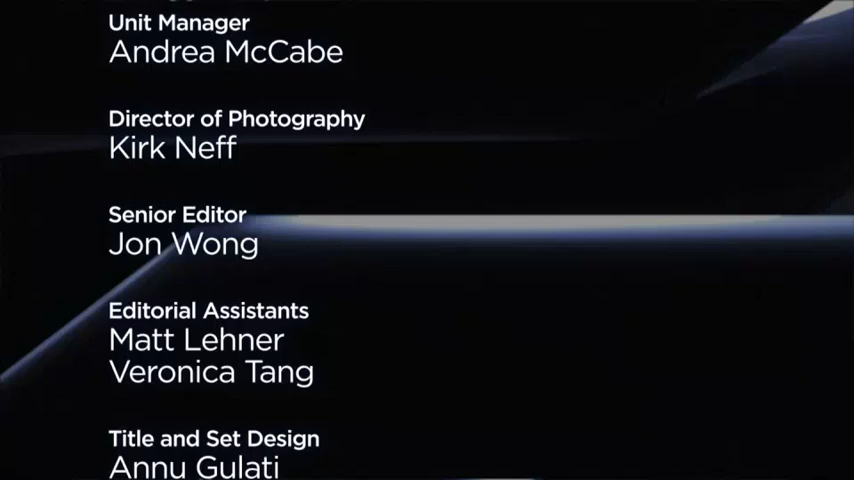 Unit Manager
Andrea McCabe
Director of Photography
Kirk Neff
Senior Editor
Jon Wong
Editorial Assistants
Matt Lehner
Veronica Tang
Title and Set Design
Annu Gulati